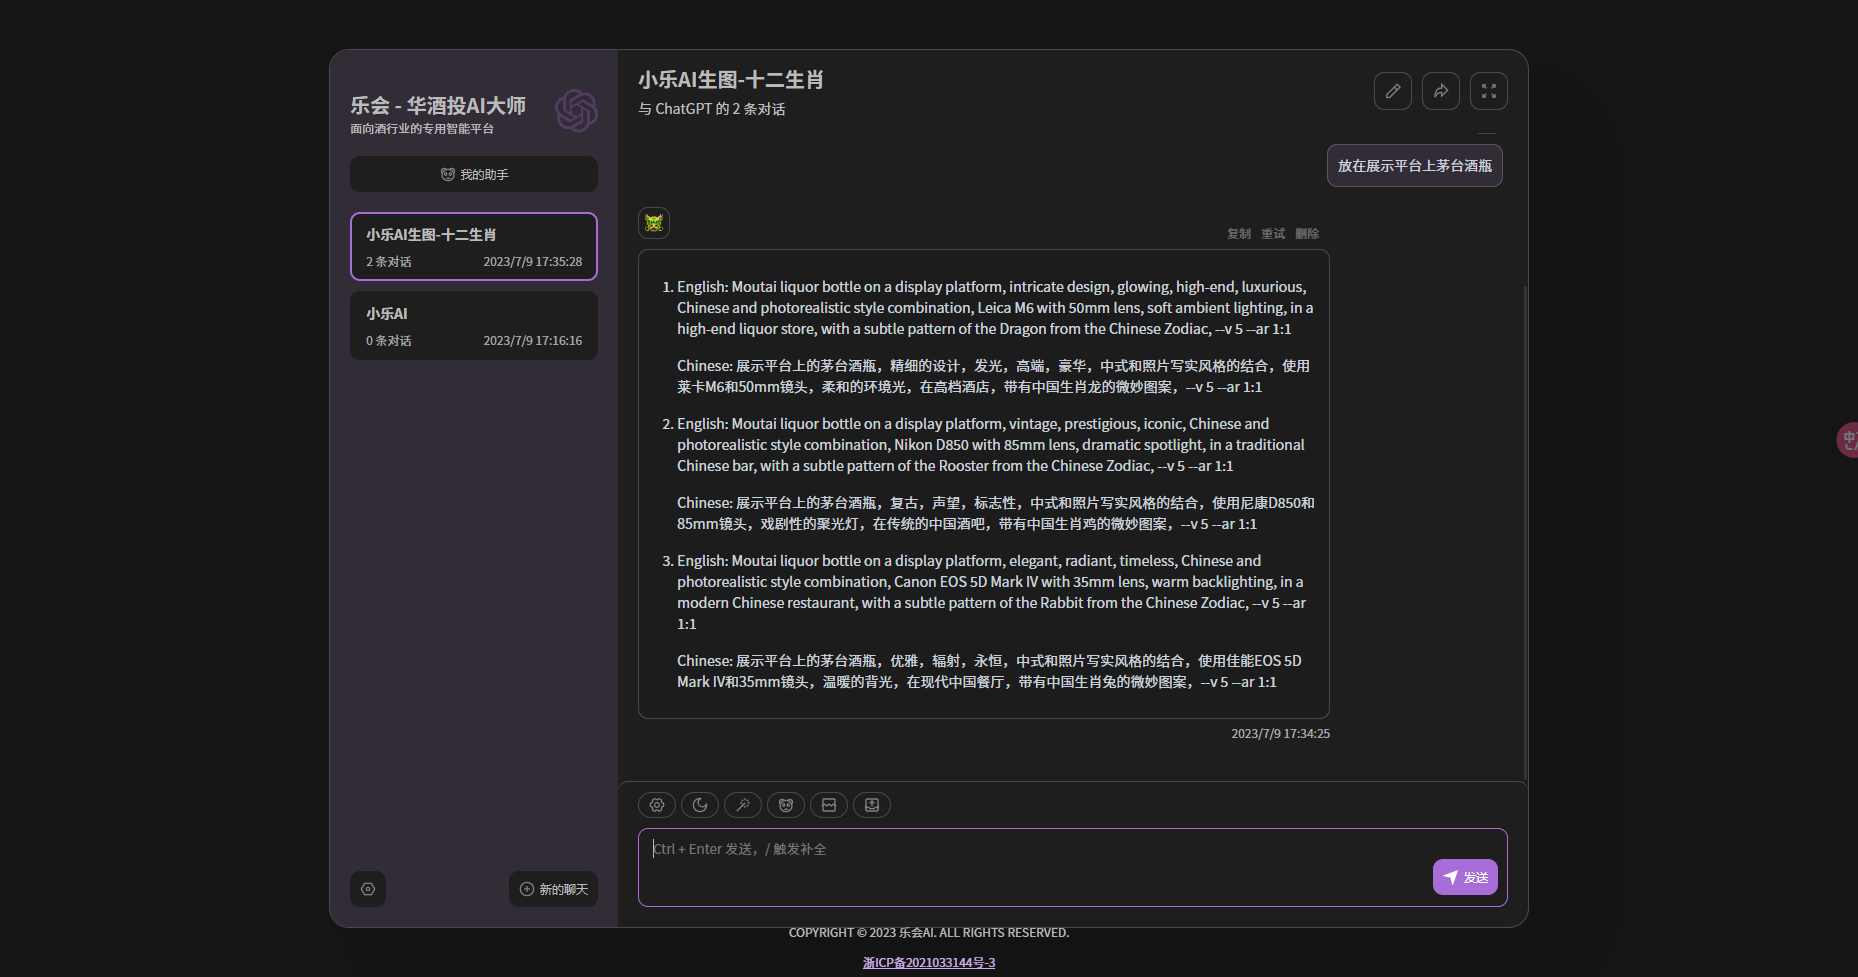 乐会 - 华酒投AI大师
面向酒行业的专用智能平台
我的助手
小乐AI生图-十二生肖
2 条对话
2023/7/9 17:35:28
小乐AI
0 条对话
2023/7/9 17:16:16
新的聊天
小乐AI生图-十二生肖
与 ChatGPT 的 2 条对话
放在展示平台上茅台酒瓶
复制 重试 删除
1. English: Moutai liquor bottle on a display platform, intricate design, glowing, high-end, luxurious,
Chinese and photorealistic style combination, Leica M6 with 50mm lens, soft ambient lighting, in a
high-end liquor store, with a subtle pattern of the Dragon from the Chinese Zodiac, --v 5 --ar 1:1
Chinese: 展示平台上的茅台酒瓶，精细的设计，发光，高端，豪华，中式和照片写实风格的结合，使用
莱卡M6和50mm镜头，柔和的环境光，在高档酒店，带有中国生肖龙的微妙图案，--v 5 --ar 1:1
2. English: Moutai liquor bottle on a display platform, vintage, prestigious, iconic, Chinese and
photorealistic style combination, Nikon D850 with 85mm lens, dramatic spotlight, in a traditional
Chinese bar, with a subtle pattern of the Rooster from the Chinese Zodiac, --v 5 --ar 1:1
Chinese: 展示平台上的茅台酒瓶，复古，声望，标志性，中式和照片写实风格的结合，使用尼康D850和
85mm镜头，戏剧性的聚光灯，在传统的中国酒吧，带有中国生肖鸡的微妙图案，--v 5 --ar 1:1
3. English: Moutai liquor bottle on a display platform, elegant, radiant, timeless, Chinese and
photorealistic style combination, Canon EOS 5D Mark IV with 35mm lens, warm backlighting, in a
modern Chinese restaurant, with a subtle pattern of the Rabbit from the Chinese Zodiac, --v 5 --ar
1:1
Chinese: 展示平台上的茅台酒瓶，优雅，辐射，永恒，中式和照片写实风格的结合，使用佳能EOS 5D
Mark IV和35mm镜头，温暖的背光，在现代中国餐厅，带有中国生肖兔的微妙图案，--v 5 --ar 1:1
2023/7/9 17:34:25
Ctrl + Enter 发送，/ 触发补全
发送
COPYRIGHT © 2023 乐会AI. ALL RIGHTS RESERVED.
浙ICP备2021033144号-3